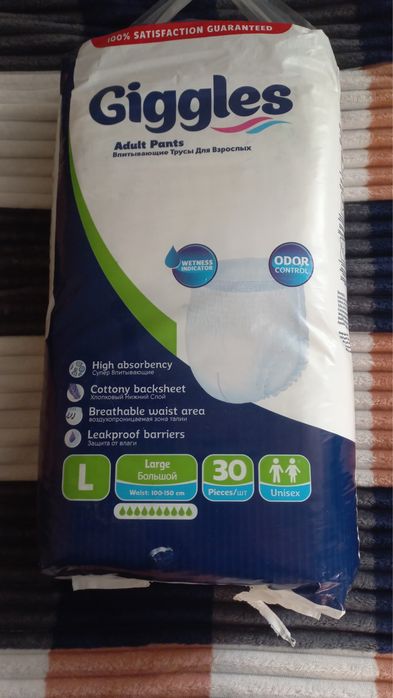 100% SATISFACTION GUARANTEED
Giggles
Adult Pants
Впитывающие Трусы Для Взрослых
WETNESS
INDICATOR
ODOR
CONTROL
High absorbency
Супер Впитывающие
Cottony backsheet
Хлопковый Нижний Слой
Breathable waist area
воздухопроницаемая зона талии
Leakproof barriers
Защита от влаги
L
Large
Большой
Waist: 100-150 cm
30
Pieces/шт
Unisex